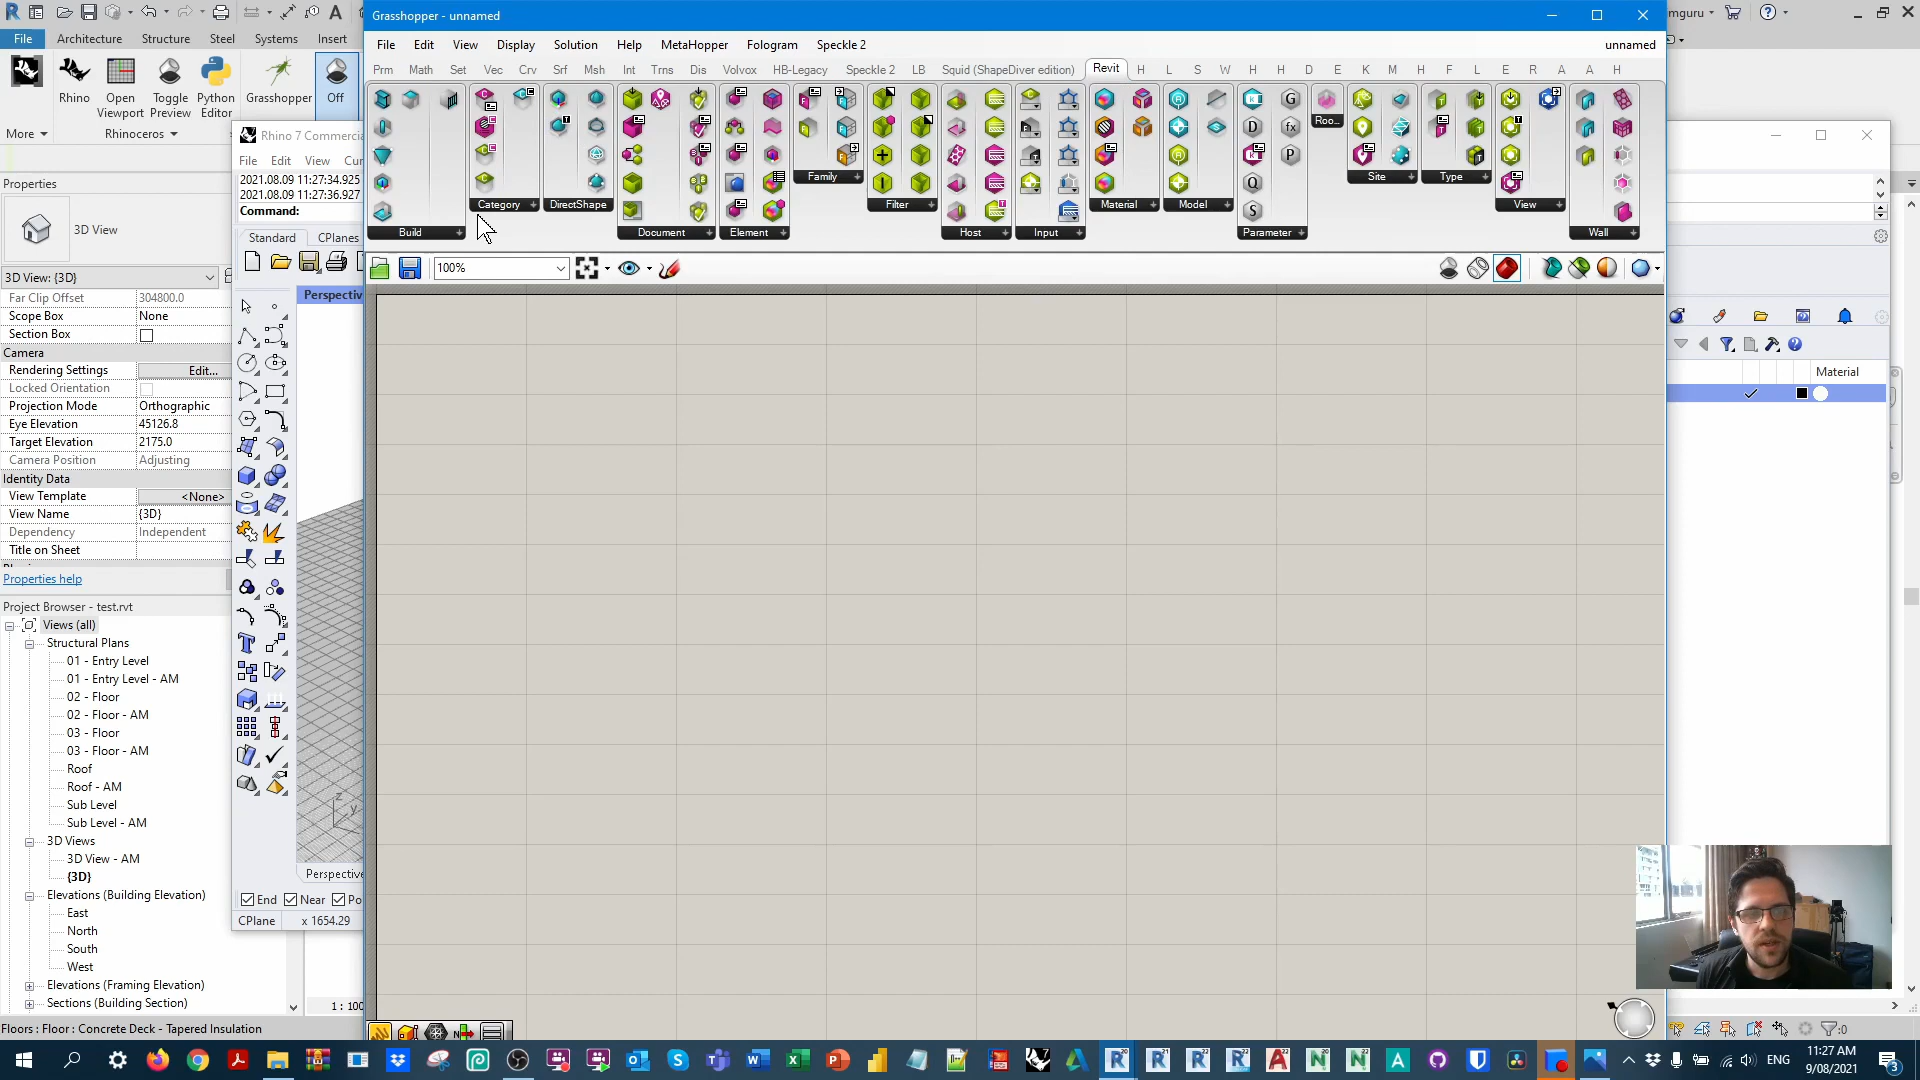 Grasshopper - unnamed
mguru
File Architecture Structure Steel Systems Insert
File Edit View Display Solution Help MetaHopper Fologram Speckle 2
unnamed
Prm Math Set Vec Crv Srf Msh Int Trns Dis Volvox HB-Legacy Speckle 2 LB Squid (ShapeDiver edition) Revit H L S W H H D E K M H F L E R A A H
Rhino
Open Viewport
Toggle Preview
Python Editor
Grasshopper
Off
More
Rhinoceros
Roo...
Family Site Type
Category DirectShape Filter Material Model View
Build Document Element Host Input Parameter Wall
Rhino 7 Commercia
File Edit View Cur
2021.08.09 11:27:34.925
2021.08.09 11:27:36.927
Command:
Standard CPlanes
100%
Perspectiv
Properties
3D View
3D View: {3D}
Far Clip Offset 304800.0
Scope Box None
Section Box
Camera
Rendering Settings Edit...
Locked Orientation
Projection Mode Orthographic
Eye Elevation 45126.8
Target Elevation 2175.0
Camera Position Adjusting
Identity Data
View Template <None>
View Name {3D}
Dependency Independent
Title on Sheet
Properties help
Material
Project Browser - test.rvt
Views (all)
Structural Plans
01 - Entry Level
01 - Entry Level - AM
02 - Floor
02 - Floor - AM
03 - Floor
03 - Floor - AM
Roof
Roof - AM
Sub Level
Sub Level - AM
3D Views
3D View - AM
{3D}
Elevations (Building Elevation)
East
North
South
West
Elevations (Framing Elevation)
Sections (Building Section)
z
y
Perspective
End Near Po
CPlane x 1654.29
1 : 100
Floors : Floor : Concrete Deck - Tapered Insulation
:0
ENG
11:27 AM
9/08/2021
3